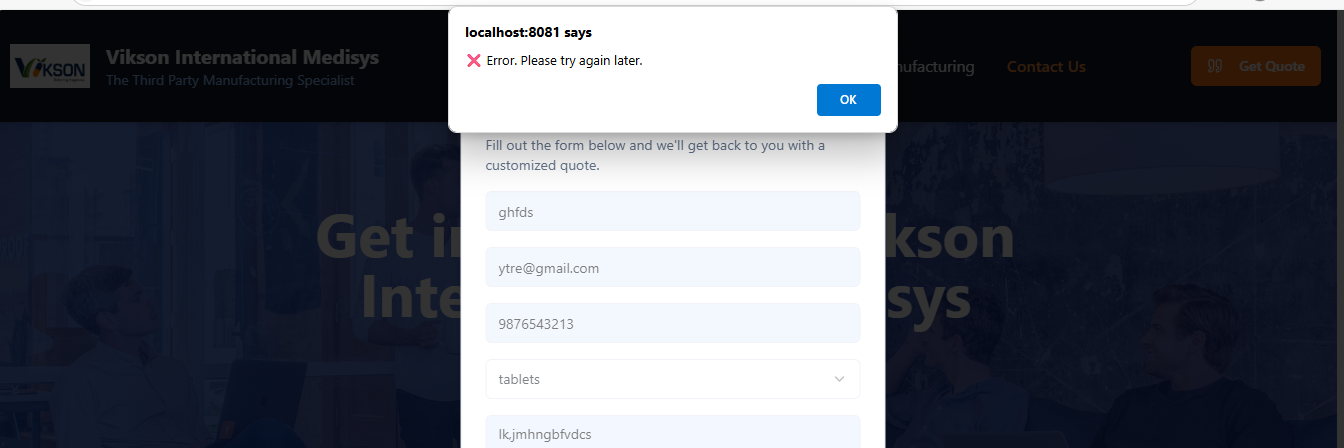 localhost:8081 says
❌ Error. Please try again later.
OK
VIKSON
Vikson International Medisys
The Third Party Manufacturing Specialist
nufacturing
Contact Us
Get Quote
Fill out the form below and we'll get back to you with a
customized quote.
Get i kson
Inte sys
ghfds
ytre@gmail.com
9876543213
tablets
lk,jmhngbfvdcs